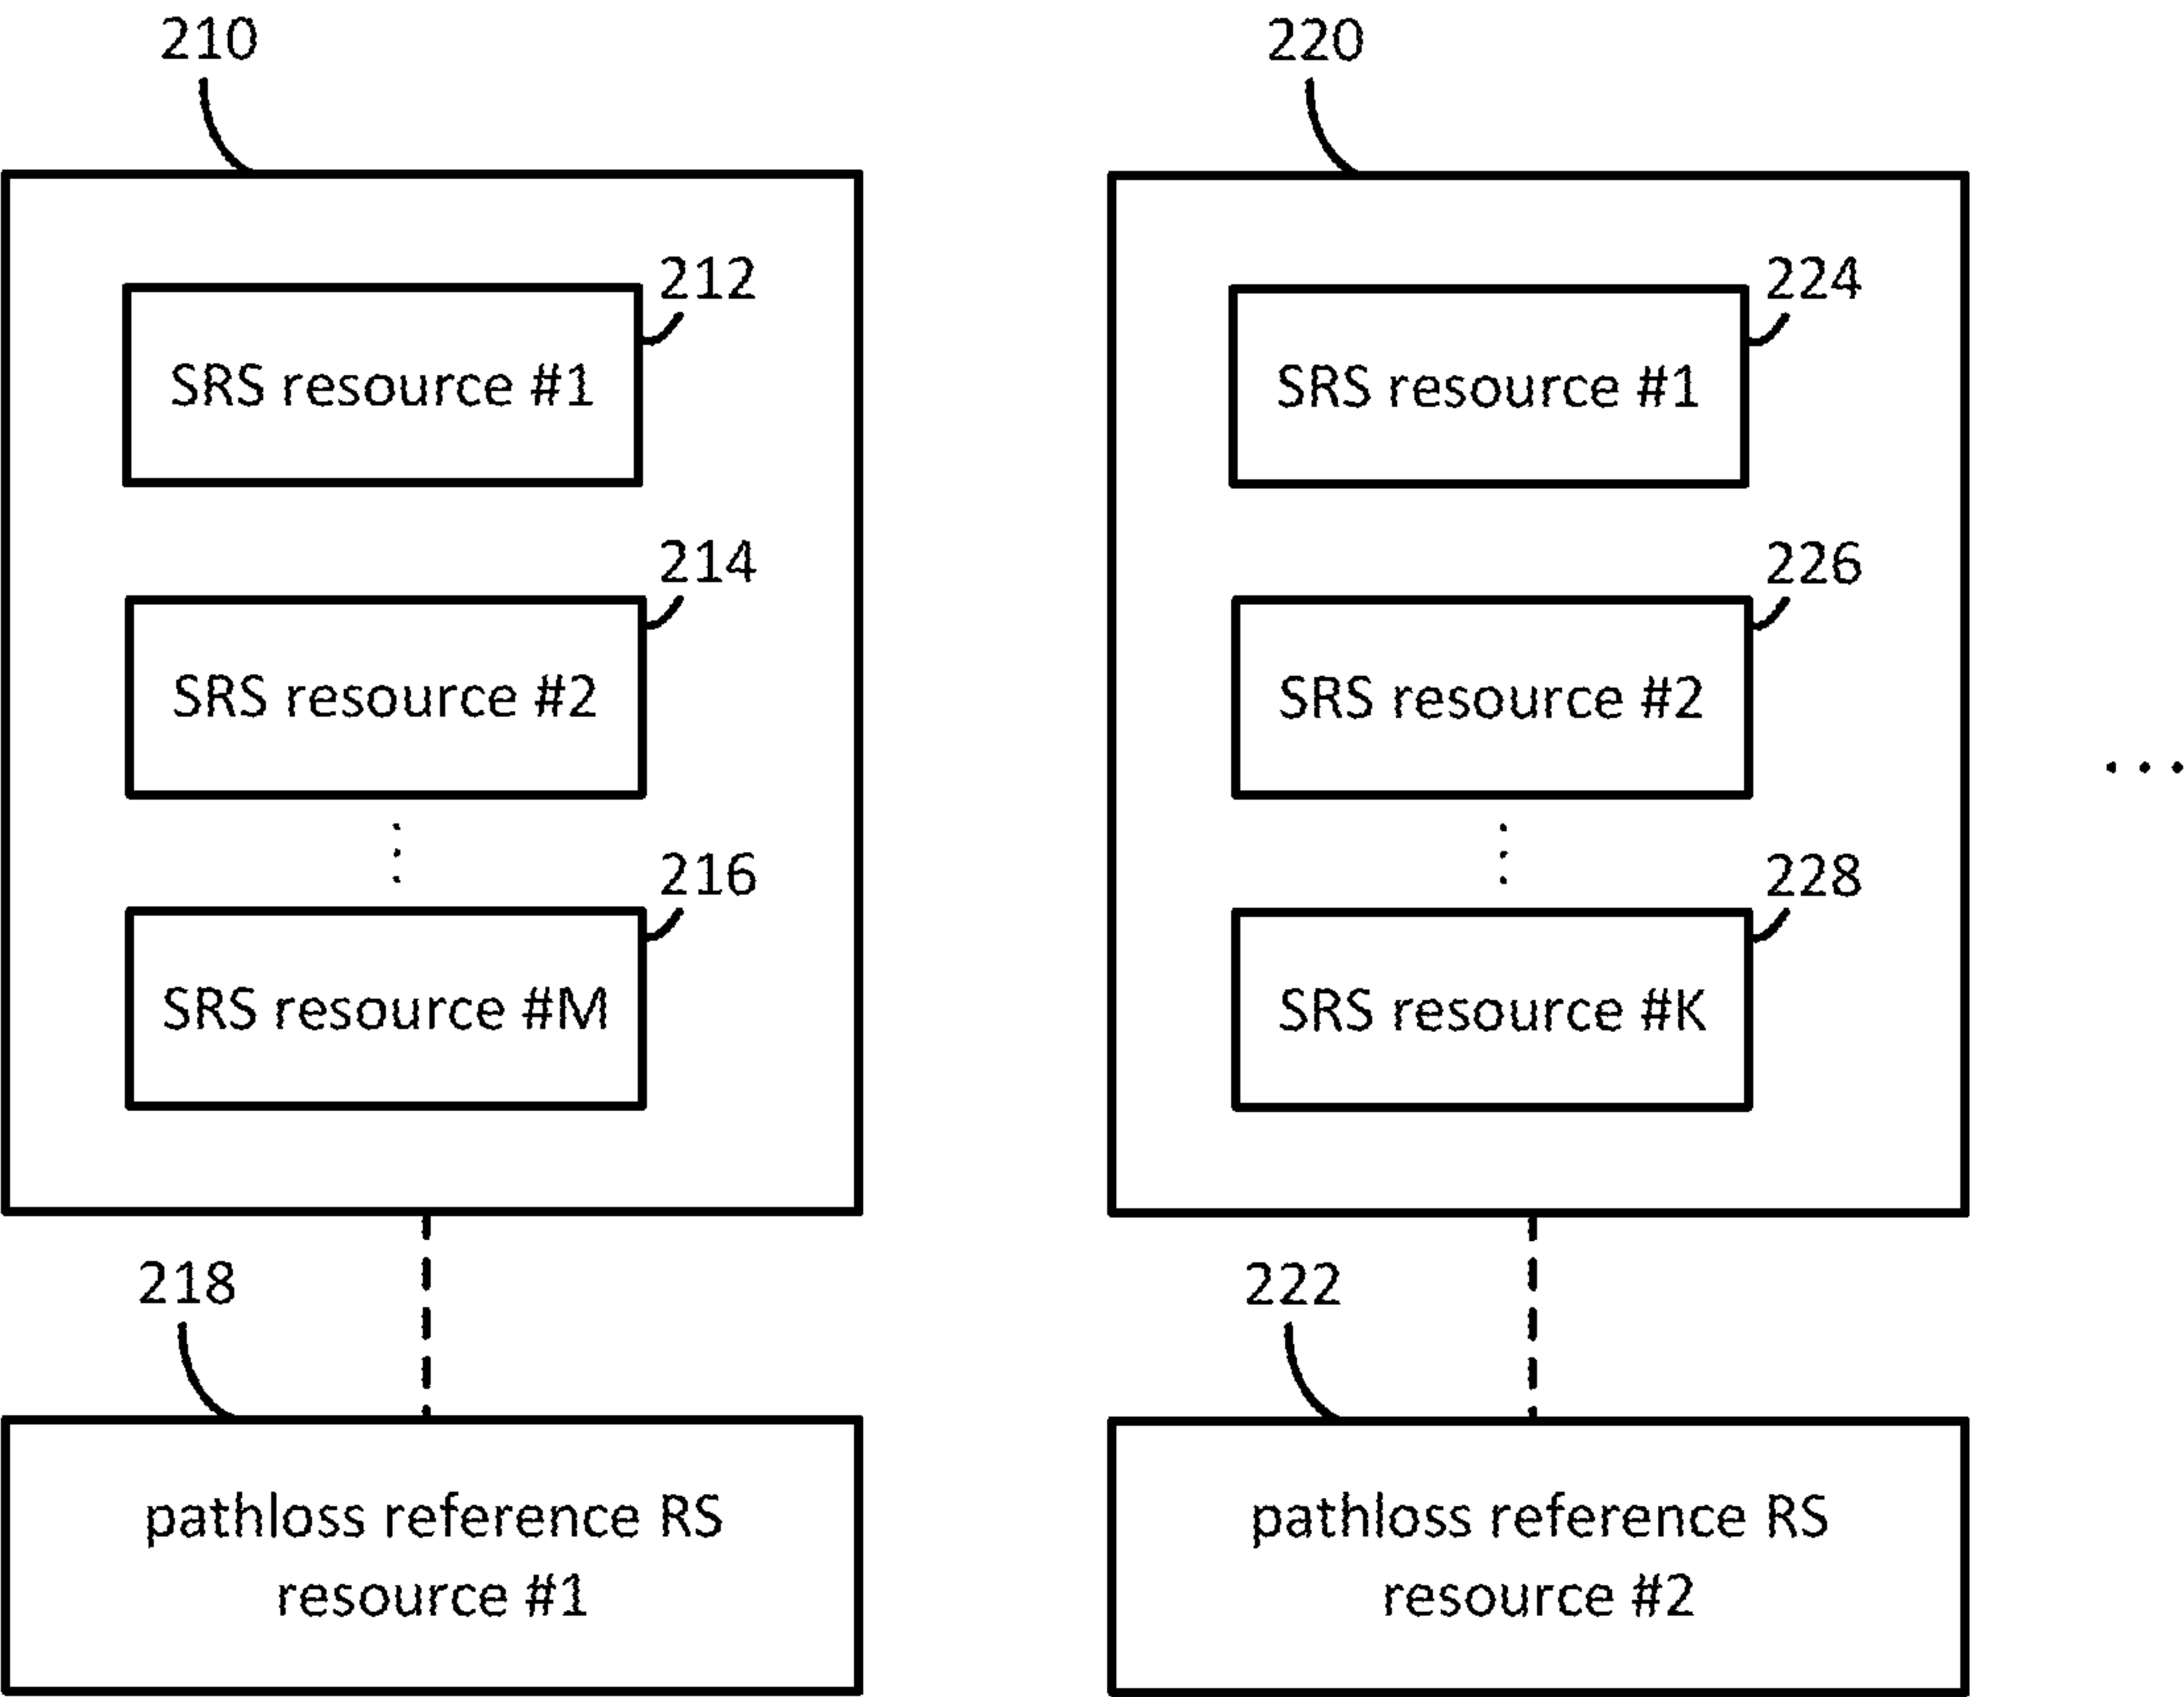 210
220
212
SRS resource #1
224
SRS resource #1
214
SRS resource #2
226
SRS resource #2
216
SRS resource #M
228
SRS resource #K
218
222
pathloss reference RS
resource #1
pathloss reference RS
resource #2
...